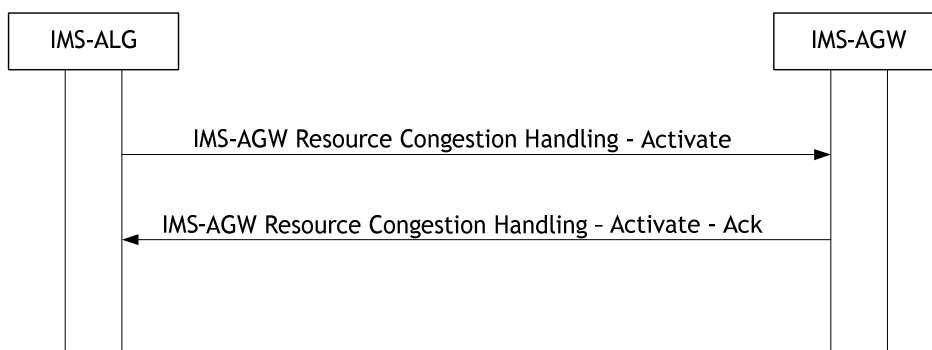 IMS-ALG
IMS-AGW
IMS-AGW Resource Congestion Handling - Activate
IMS-AGW Resource Congestion Handling – Activate - Ack